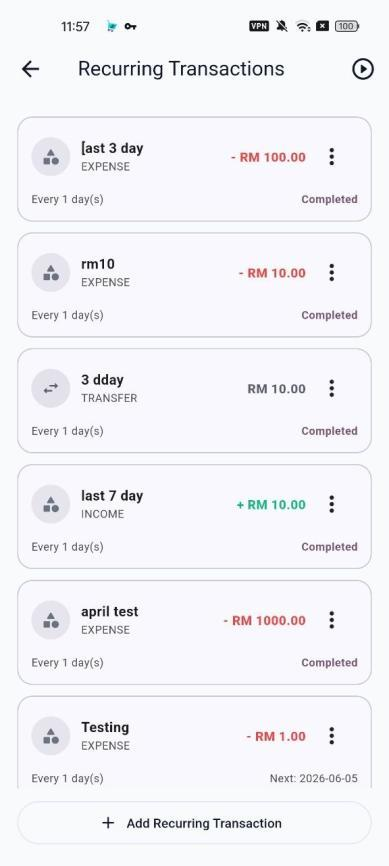 11:57 VPN 100
Recurring Transactions
[ast 3 day
- RM 100.00
EXPENSE
Every 1 day(s)
Completed
rm10
- RM 10.00
EXPENSE
Every 1 day(s)
Completed
3 dday
RM 10.00
TRANSFER
Every 1 day(s)
Completed
last 7 day
+ RM 10.00
INCOME
Every 1 day(s)
Completed
april test
- RM 1000.00
EXPENSE
Every 1 day(s)
Completed
Testing
- RM 1.00
EXPENSE
Every 1 day(s)
Next: 2026-06-05
+ Add Recurring Transaction